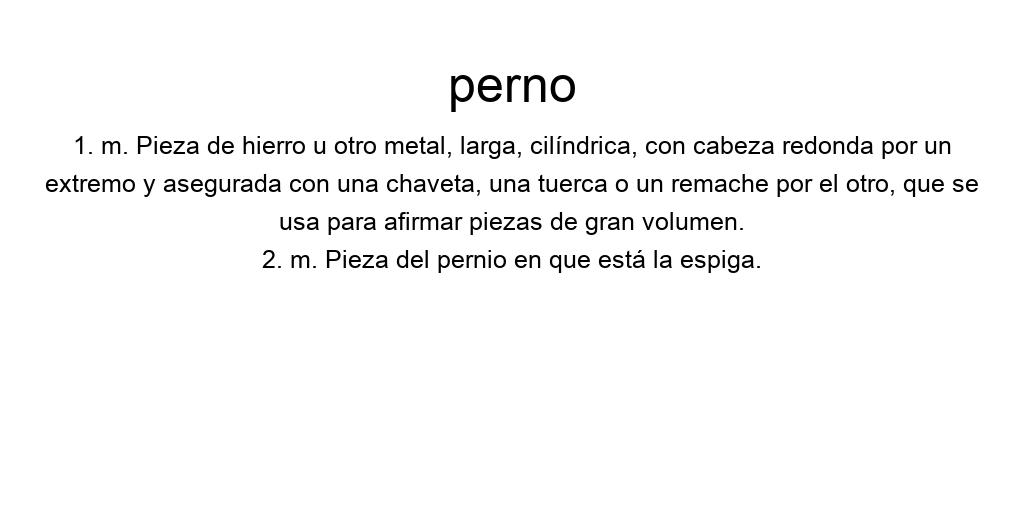 perno
1. m. Pieza de hierro u otro metal, larga, cilíndrica, con cabeza redonda por un
extremo y asegurada con una chaveta, una tuerca o un remache por el otro, que se
usa para afirmar piezas de gran volumen.
2. m. Pieza del pernio en que está la espiga.